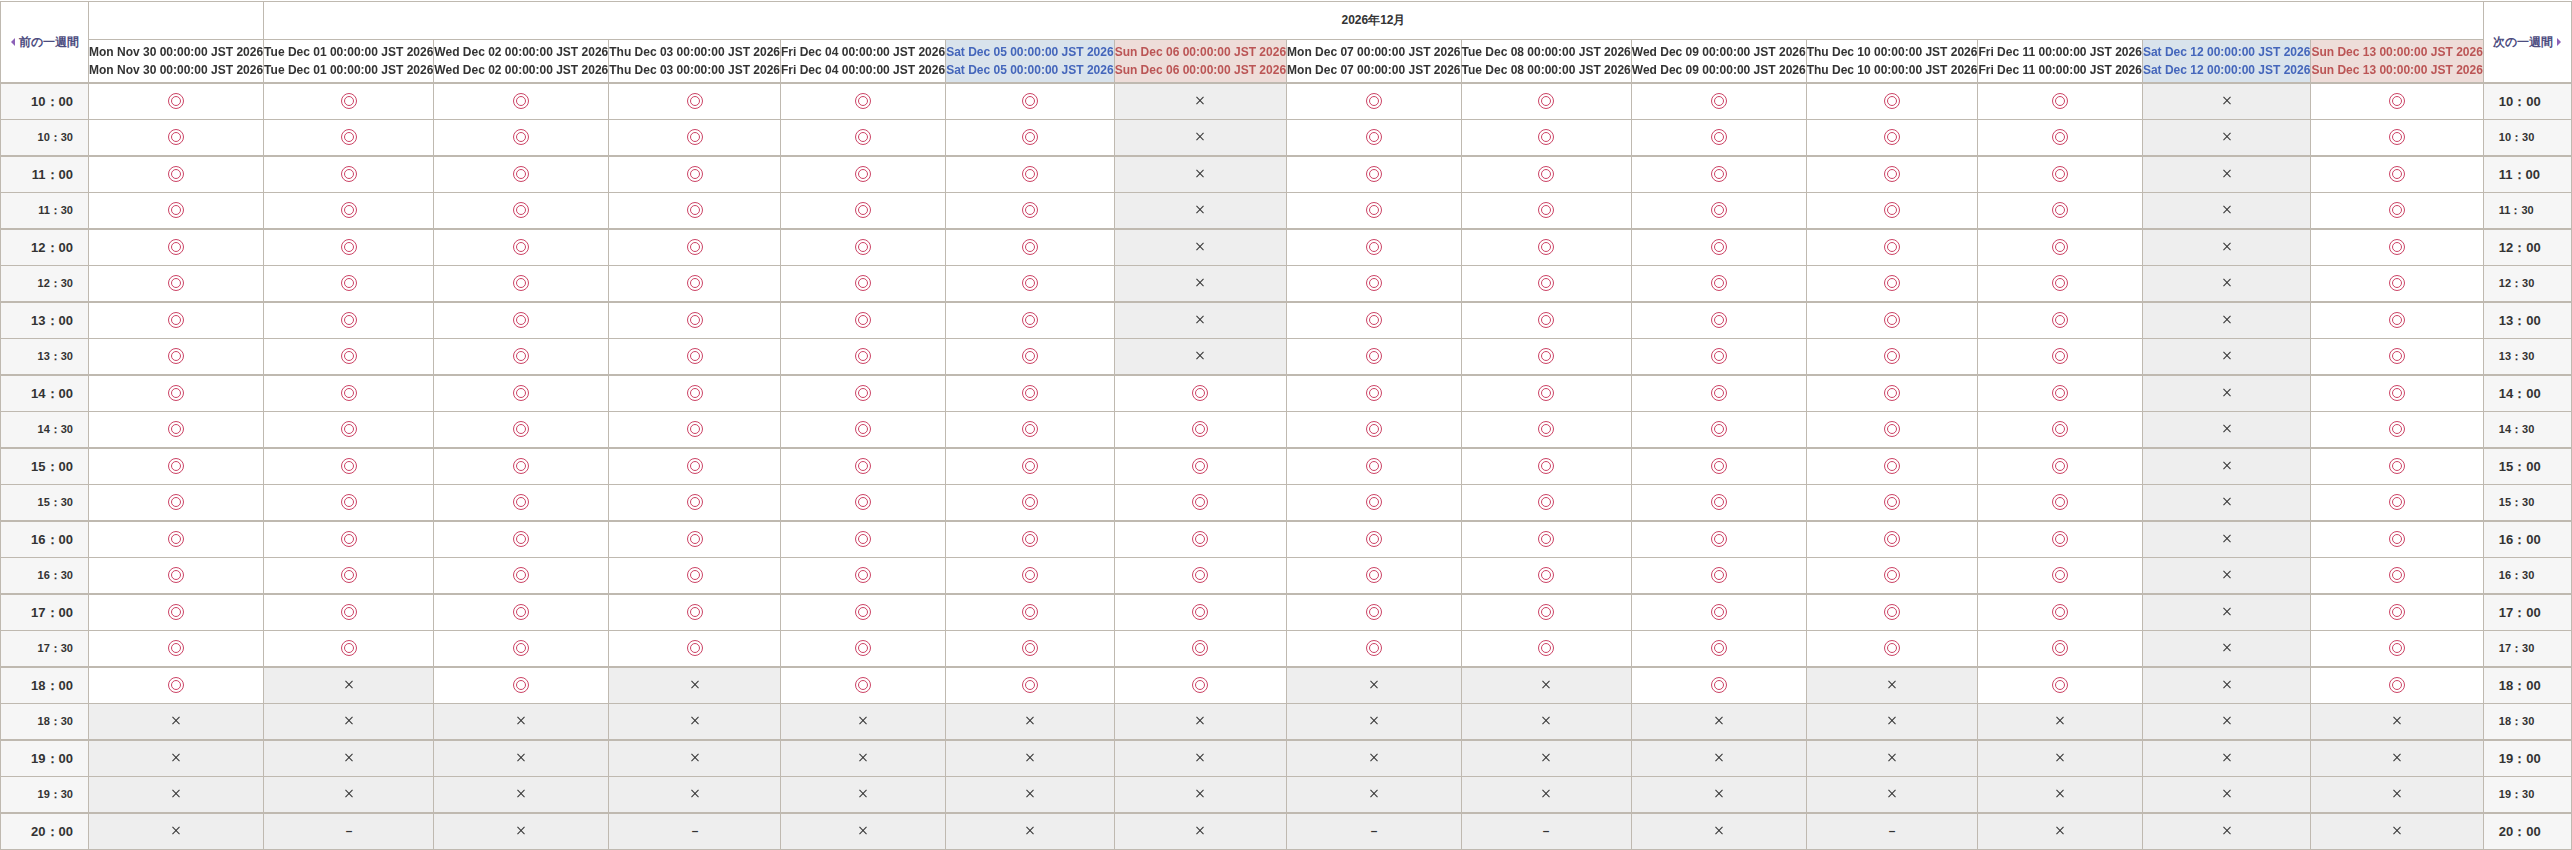 前の一週間 2026年12月 次の一週間
Mon Nov 30 00:00:00 JST 2026 Tue Dec 01 00:00:00 JST 2026 Wed Dec 02 00:00:00 JST 2026 Thu Dec 03 00:00:00 JST 2026 Fri Dec 04 00:00:00 JST 2026 Sat Dec 05 00:00:00 JST 2026 Sun Dec 06 00:00:00 JST 2026 Mon Dec 07 00:00:00 JST 2026 Tue Dec 08 00:00:00 JST 2026 Wed Dec 09 00:00:00 JST 2026 Thu Dec 10 00:00:00 JST 2026 Fri Dec 11 00:00:00 JST 2026 Sat Dec 12 00:00:00 JST 2026 Sun Dec 13 00:00:00 JST 2026
Mon Nov 30 00:00:00 JST 2026 Tue Dec 01 00:00:00 JST 2026 Wed Dec 02 00:00:00 JST 2026 Thu Dec 03 00:00:00 JST 2026 Fri Dec 04 00:00:00 JST 2026 Sat Dec 05 00:00:00 JST 2026 Sun Dec 06 00:00:00 JST 2026 Mon Dec 07 00:00:00 JST 2026 Tue Dec 08 00:00:00 JST 2026 Wed Dec 09 00:00:00 JST 2026 Thu Dec 10 00:00:00 JST 2026 Fri Dec 11 00:00:00 JST 2026 Sat Dec 12 00:00:00 JST 2026 Sun Dec 13 00:00:00 JST 2026
10：00 ◎ ◎ ◎ ◎ ◎ ◎ × ◎ ◎ ◎ ◎ ◎ × ◎ 10：00
10：30 ◎ ◎ ◎ ◎ ◎ ◎ × ◎ ◎ ◎ ◎ ◎ × ◎ 10：30
11：00 ◎ ◎ ◎ ◎ ◎ ◎ × ◎ ◎ ◎ ◎ ◎ × ◎ 11：00
11：30 ◎ ◎ ◎ ◎ ◎ ◎ × ◎ ◎ ◎ ◎ ◎ × ◎ 11：30
12：00 ◎ ◎ ◎ ◎ ◎ ◎ × ◎ ◎ ◎ ◎ ◎ × ◎ 12：00
12：30 ◎ ◎ ◎ ◎ ◎ ◎ × ◎ ◎ ◎ ◎ ◎ × ◎ 12：30
13：00 ◎ ◎ ◎ ◎ ◎ ◎ × ◎ ◎ ◎ ◎ ◎ × ◎ 13：00
13：30 ◎ ◎ ◎ ◎ ◎ ◎ × ◎ ◎ ◎ ◎ ◎ × ◎ 13：30
14：00 ◎ ◎ ◎ ◎ ◎ ◎ ◎ ◎ ◎ ◎ ◎ ◎ × ◎ 14：00
14：30 ◎ ◎ ◎ ◎ ◎ ◎ ◎ ◎ ◎ ◎ ◎ ◎ × ◎ 14：30
15：00 ◎ ◎ ◎ ◎ ◎ ◎ ◎ ◎ ◎ ◎ ◎ ◎ × ◎ 15：00
15：30 ◎ ◎ ◎ ◎ ◎ ◎ ◎ ◎ ◎ ◎ ◎ ◎ × ◎ 15：30
16：00 ◎ ◎ ◎ ◎ ◎ ◎ ◎ ◎ ◎ ◎ ◎ ◎ × ◎ 16：00
16：30 ◎ ◎ ◎ ◎ ◎ ◎ ◎ ◎ ◎ ◎ ◎ ◎ × ◎ 16：30
17：00 ◎ ◎ ◎ ◎ ◎ ◎ ◎ ◎ ◎ ◎ ◎ ◎ × ◎ 17：00
17：30 ◎ ◎ ◎ ◎ ◎ ◎ ◎ ◎ ◎ ◎ ◎ ◎ × ◎ 17：30
18：00 ◎ × ◎ × ◎ ◎ ◎ × × ◎ × ◎ × ◎ 18：00
18：30 × × × × × × × × × × × × × × 18：30
19：00 × × × × × × × × × × × × × × 19：00
19：30 × × × × × × × × × × × × × × 19：30
20：00 × － × － × × × － － × － × × × 20：00